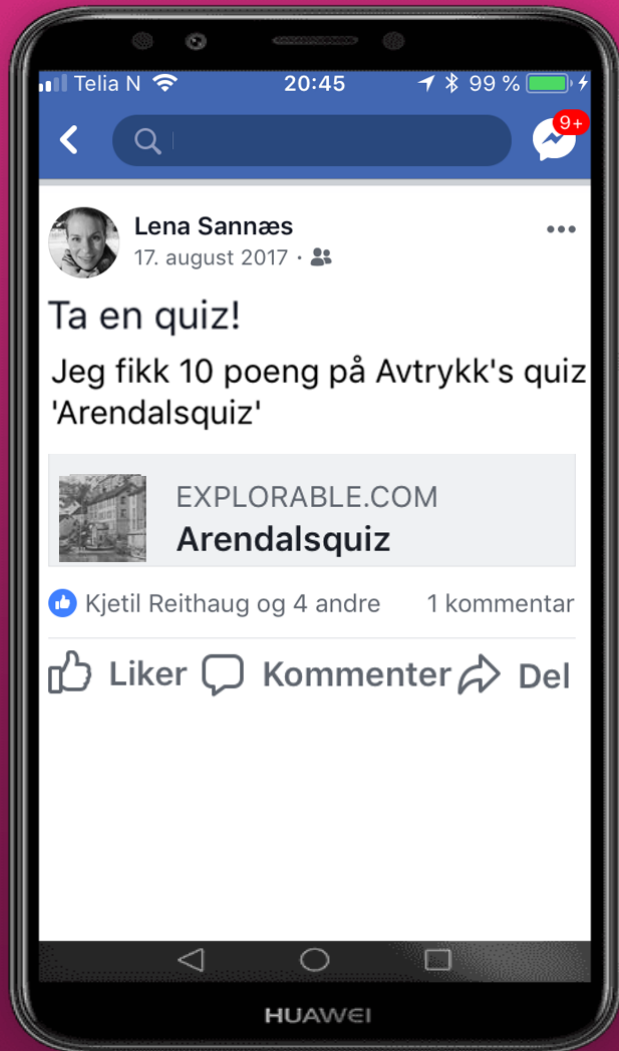 Telia N 20:45 99 %
9+
Lena Sannæs
17. august 2017 ·
Ta en quiz!
Jeg fikk 10 poeng på Avtrykk's quiz
'Arendalsquiz'
EXPLORABLE.COM
Arendalsquiz
Kjetil Reithaug og 4 andre 1 kommentar
Liker Kommenter Del
HUAWEI